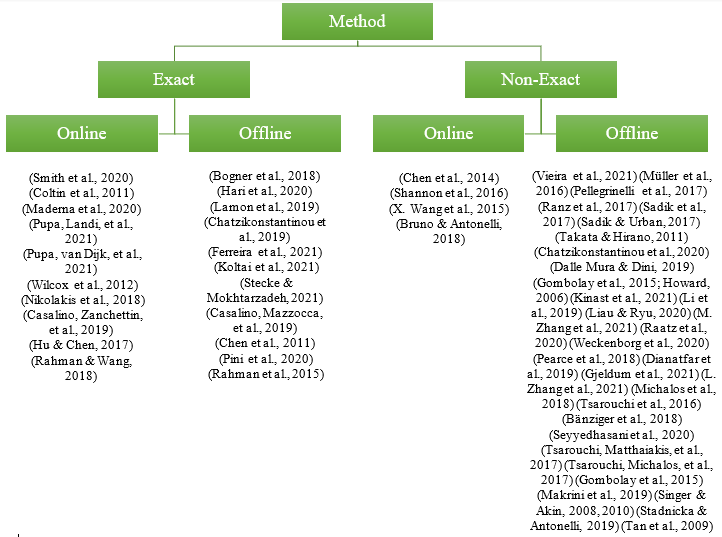 Method
Exact
Non-Exact
Online
Offline
Online
Offline
(Smith et al., 2020)
(Coltin et al., 2011)
(Maderna et al., 2020)
(Pupa, Landi, et al.,
2021)
(Pupa, van Dijk, et al.,
2021)
(Wilcox et al., 2012)
(Nikolakis et al., 2018)
(Casalino, Zanchettin,
et al., 2019)
(Hu & Chen, 2017)
(Rahman & Wang,
2018)
(Bogner et al., 2018)
(Hari et al., 2020)
(Lamon et al., 2019)
(Chatzikonstantinou et
al., 2019)
(Ferreira et al., 2021)
(Koltai et al., 2021)
(Stecke &
Mokhtarzadeh, 2021)
(Casalino, Mazzocca,
et al., 2019)
(Chen et al., 2011)
(Pini et al., 2020)
(Rahman et al., 2015)
(Chen et al., 2014)
(Shannon et al., 2016)
(X. Wang et al., 2015)
(Bruno & Antonelli,
2018)
(Vieira et al., 2021) (Müller et al.,
2016) (Pellegrinelli et al., 2017)
(Ranz et al., 2017) (Sadik et al.,
2017) (Sadik & Urban, 2017)
(Takata & Hirano, 2011)
(Chatzikonstantinou et al., 2020)
(Dalle Mura & Dini, 2019)
(Gombolay et al., 2015; Howard,
2006) (Kinast et al., 2021) (Li et
al., 2019) (Liau & Ryu, 2020) (M.
Zhang et al., 2021) (Raatz et al.,
2020) (Weckenborg et al., 2020)
(Pearce et al., 2018) (Dianatfar et
al., 2019) (Gjeldum et al., 2021) (L.
Zhang et al., 2021) (Michalos et al.,
2018) (Tsarouchi et al., 2016)
(Bänziger et al., 2018)
(Seyyedhasani et al., 2020)
(Tsarouchi, Matthaiakis, et al.,
2017) (Tsarouchi, Michalos, et al.,
2017) (Gombolay et al., 2015)
(Makrini et al., 2019) (Singer &
Akin, 2008, 2010) (Stadnicka &
Antonelli, 2019) (Tan et al., 2009)